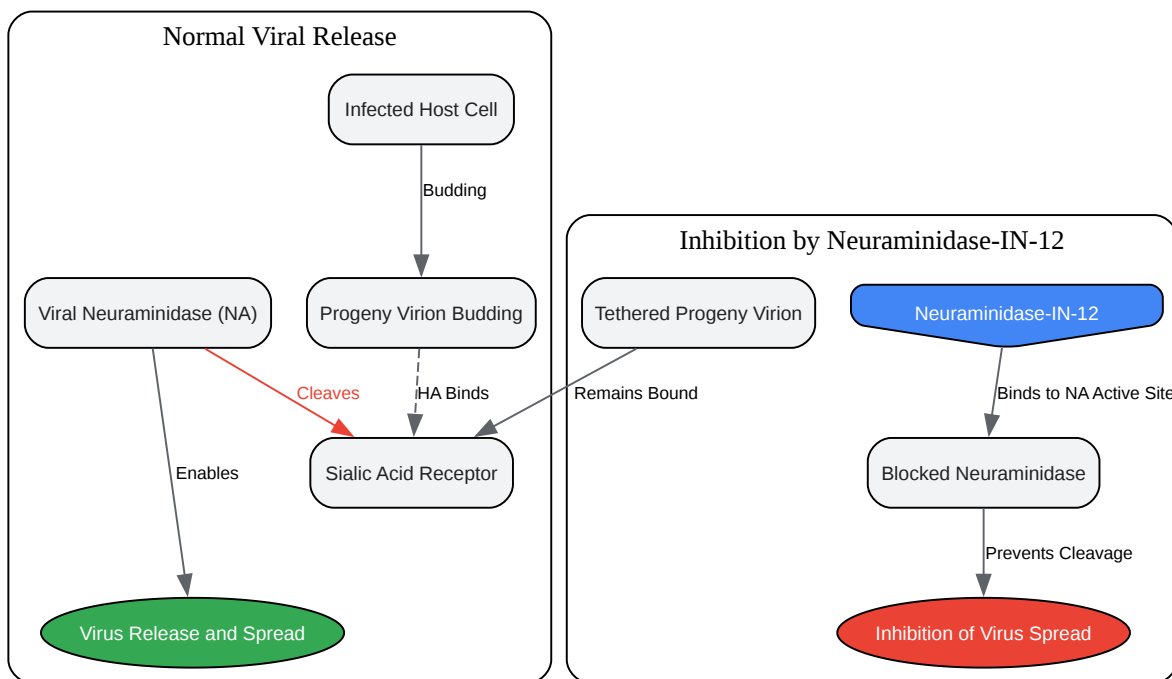 Normal Viral Release
Infected Host Cell
Budding
Inhibition by Neuraminidase-IN-12
Viral Neuraminidase (NA)
Progeny Virion Budding
Tethered Progeny Virion
Neuraminidase-IN-12
Cleaves
HA Binds
Remains Bound
Binds to NA Active Site
Enables
Sialic Acid Receptor
Blocked Neuraminidase
Prevents Cleavage
Virus Release and Spread
Inhibition of Virus Spread